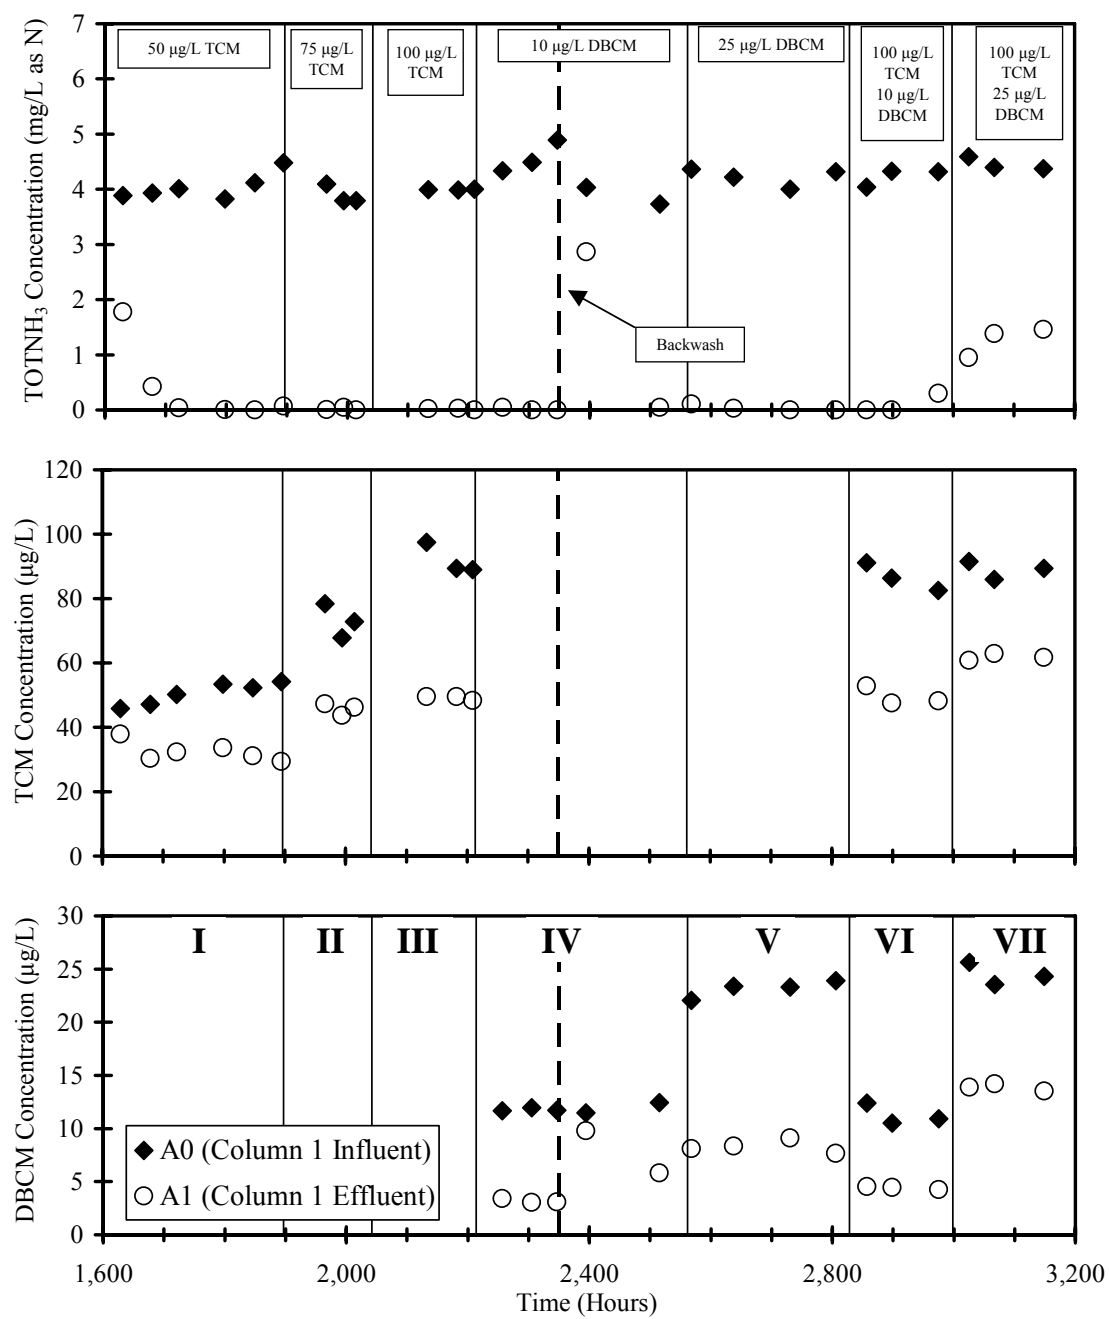 TOTNH₃ Concentration (mg/L as N)
7
6
5
4
3
2
1
0
50 μg/L TCM
75 μg/L
TCM
100 μg/L
TCM
10 μg/L DBCM
25 μg/L DBCM
100 μg/L
TCM
10 μg/L
DBCM
100 μg/L
TCM
25 μg/L
DBCM
Backwash
TCM Concentration (μg/L)
120
100
80
60
40
20
0
DBCM Concentration (μg/L)
30
25
20
15
10
5
0
I
II
III
IV
V
VI
VII
A0 (Column 1 Influent)
A1 (Column 1 Effluent)
1,600
2,000
2,400
2,800
3,200
Time (Hours)